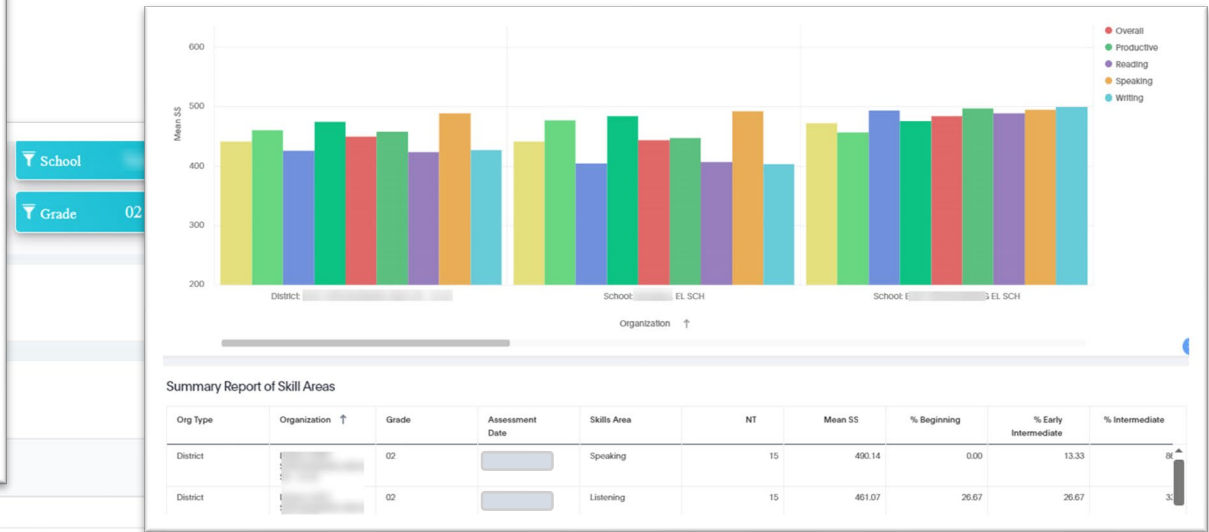 School
Grade 02
600
500
400
300
200
Mean SS
Overall
Productive
Reading
Speaking
Writing
District:
School: EL SCH
School: EL SCH
Organization ↑
Summary Report of Skill Areas
Org Type Organization ↑ Grade Assessment Date Skills Area NT Mean SS % Beginning % Early Intermediate % Intermediate
District 02 Speaking 15 490.14 0.00 13.33
District 02 Listening 15 461.07 26.67 26.67